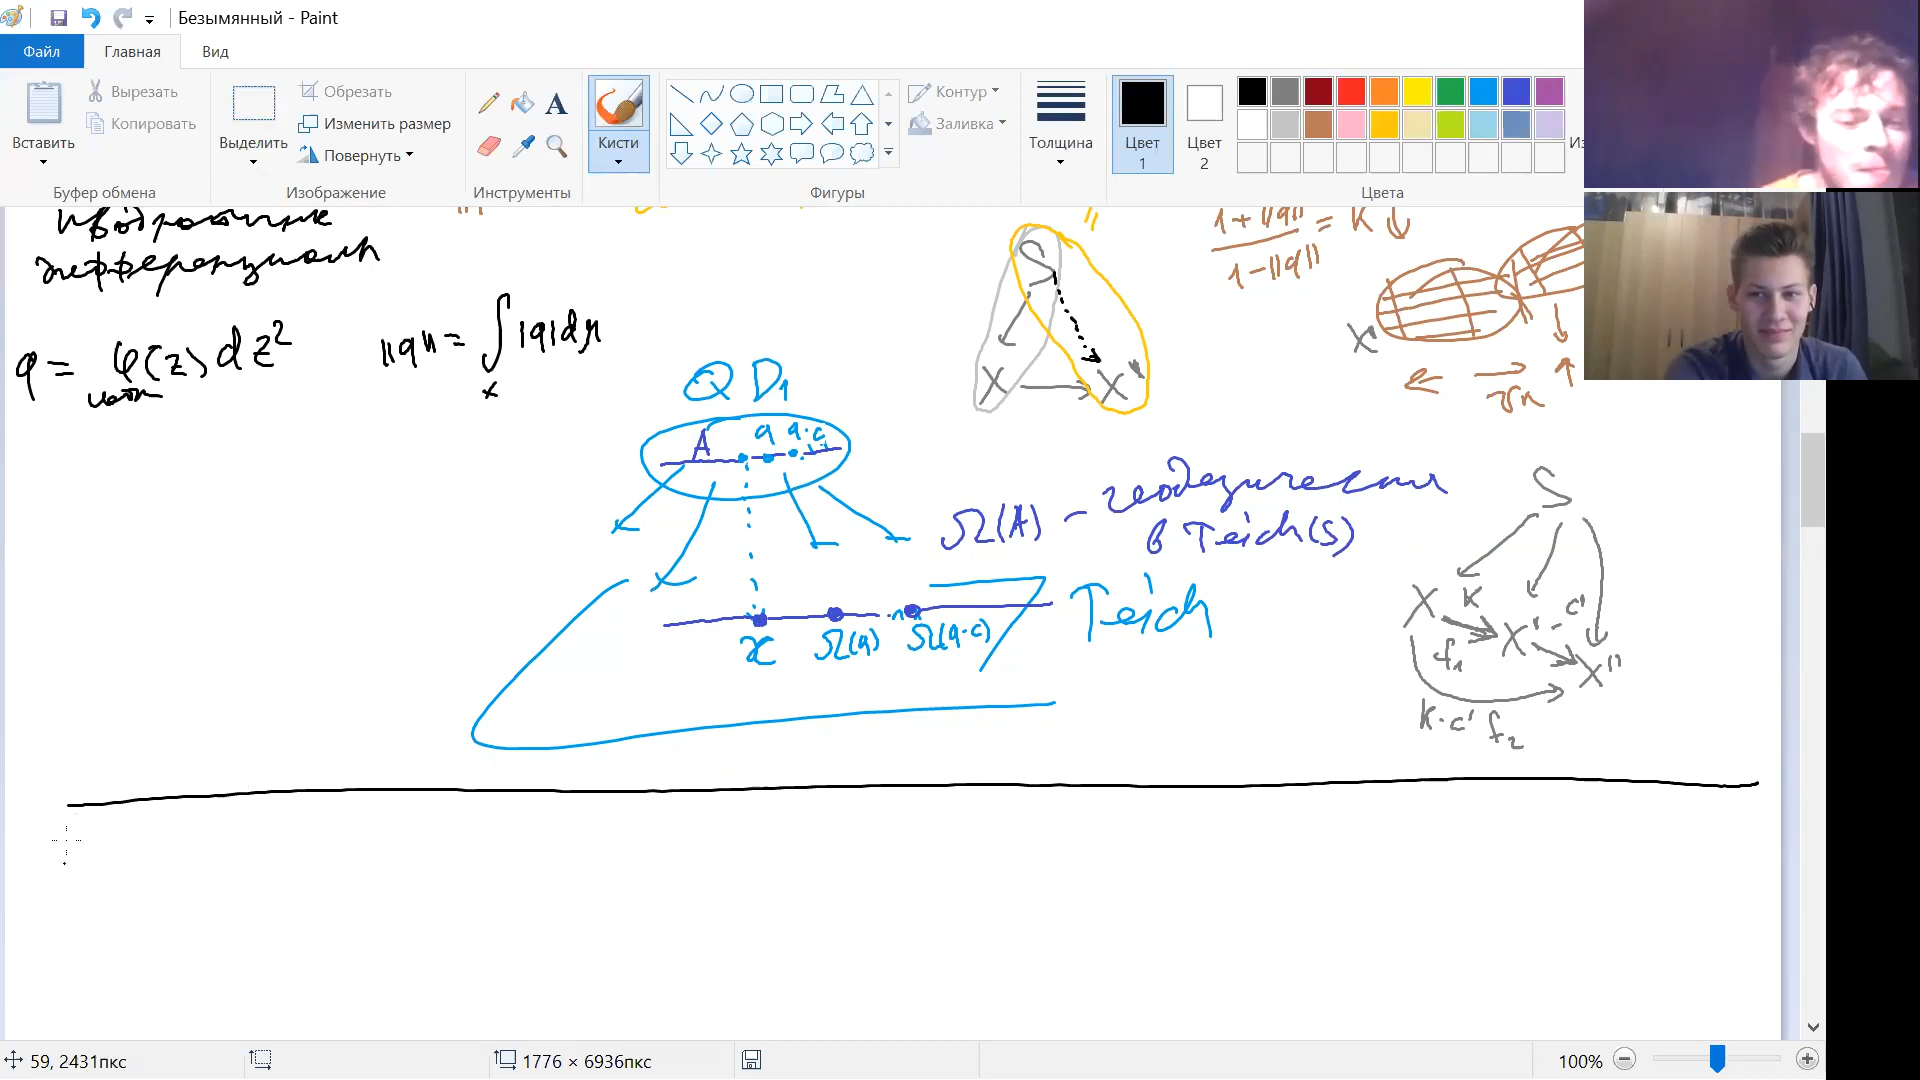 Безымянный - Paint
Файл
Главная
Вид
Вставить
Вырезать
Копировать
Буфер обмена
Выделить
Обрезать
Изменить размер
Повернуть
Изображение
A
Инструменты
Кисти
Фигуры
Контур
Заливка
Толщина
Цвет
1
Цвет
2
Цвета
Из
квадратичные
дифференциалы
q = φ(z) dz²
||q|| = ∫ |q| dμ
x
Q D₁
A q q·c
S
X → X'
1+||q||
1-||q||
= K
X
Ω(A) - геодезическая
в Teich(S)
x Ω(q) Ω(q·c)
Teich
S
X K X' c' X''
f₁
K·c' f₂
59, 2431пкс
1776 × 6936пкс
100%